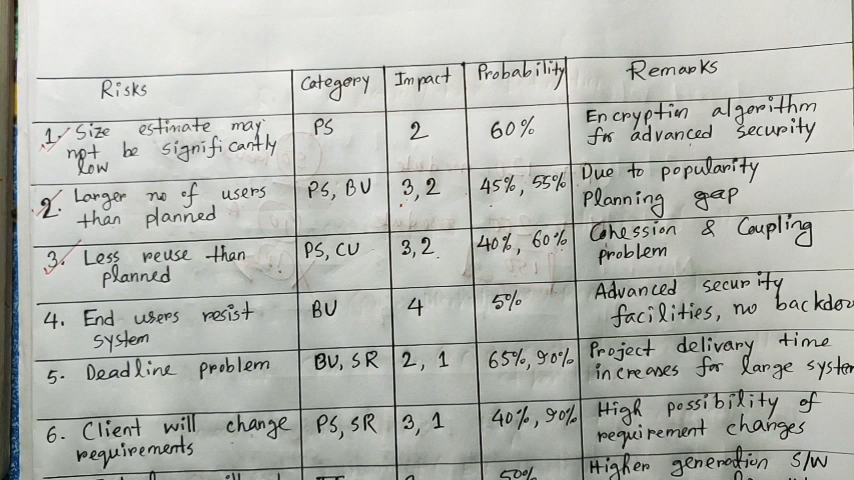 Risks Category Impact Probability Remarks
1. Size estimate may PS 2 60% Encryption algorithm
not be significantly for advanced security
low
2. Larger no of users PS, BU 3, 2 45%, 55% Due to popularity
than planned Planning gap
3. Less reuse than PS, CU 3, 2 40%, 60% Cohession & Coupling
planned problem
4. End users resist BU 4 5% Advanced security
system facilities, no backdoo
5. Deadline problem BU, SR 2, 1 65%, 90% Project delivary time
increases for large system
6. Client will change PS, SR 3, 1 40%, 90% High possibility of
requirements requirement changes
50% Higher generation S/W